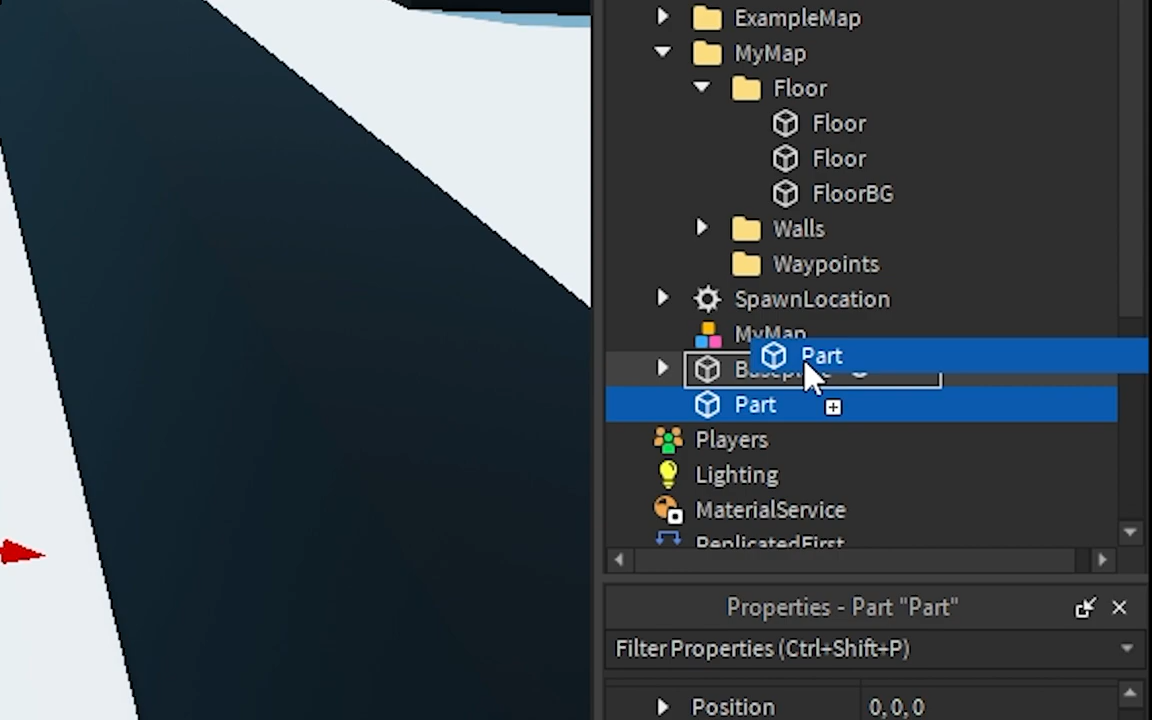 ExampleMap
MyMap
Floor
Floor
Floor
FloorBG
Walls
Waypoints
SpawnLocation
MyMap
Part
Part
Players
Lighting
MaterialService
ReplicatedFirst
Properties - Part "Part"
Filter Properties (Ctrl+Shift+P)
Position 0, 0, 0